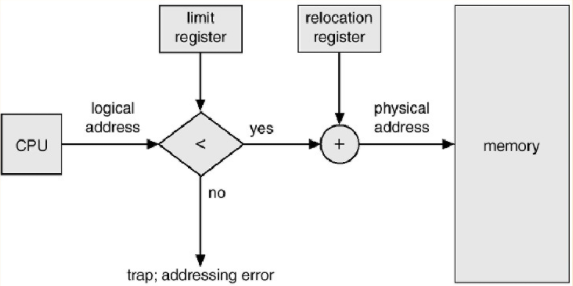 limit
register
relocation
register
logical
address
physical
address
CPU
<
yes
+
memory
no
trap; addressing error